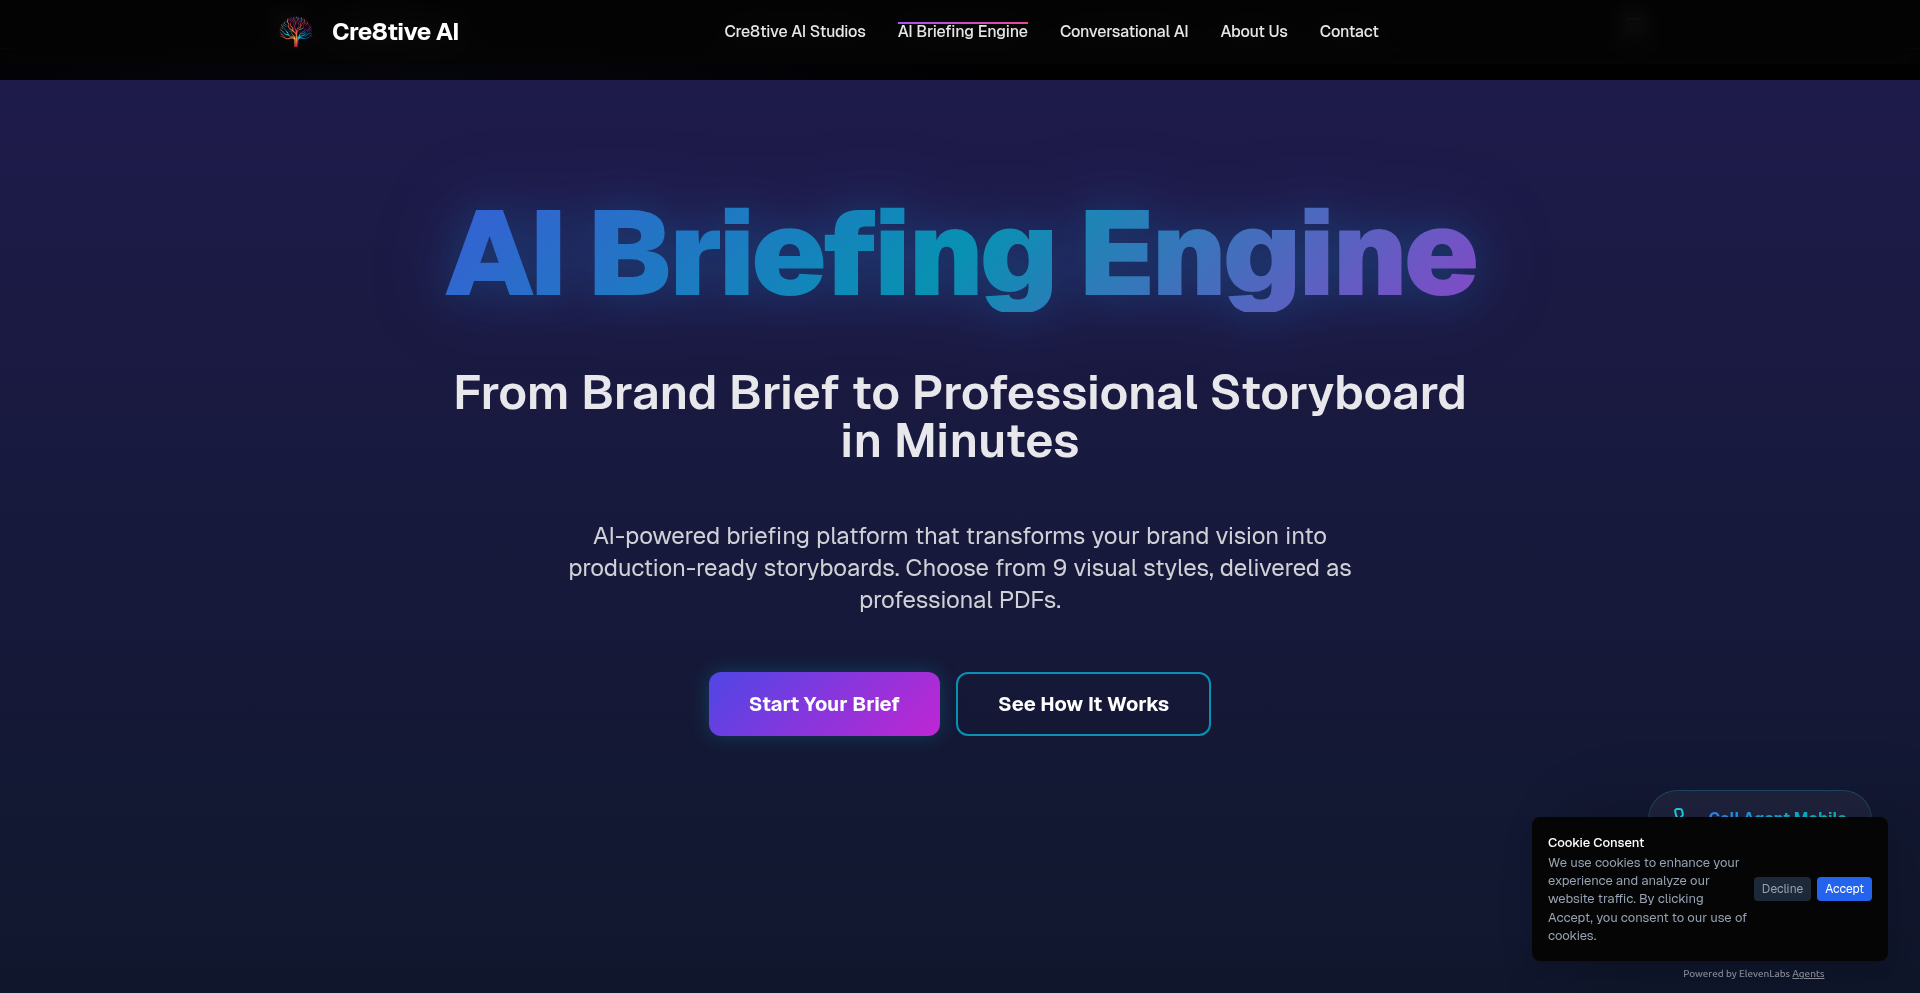 Cre8tive AI
Cre8tive AI Studios
AI Briefing Engine
Conversational AI
About Us
Contact
AI Briefing Engine
From Brand Brief to Professional Storyboard
in Minutes
AI-powered briefing platform that transforms your brand vision into
production-ready storyboards. Choose from 9 visual styles, delivered as
professional PDFs.
Start Your Brief
See How It Works
Call Agent Mobile
Cookie Consent
We use cookies to enhance your
experience and analyze our
website traffic. By clicking
Accept, you consent to our use of
cookies.
Decline
Accept
Powered by ElevenLabs Agents